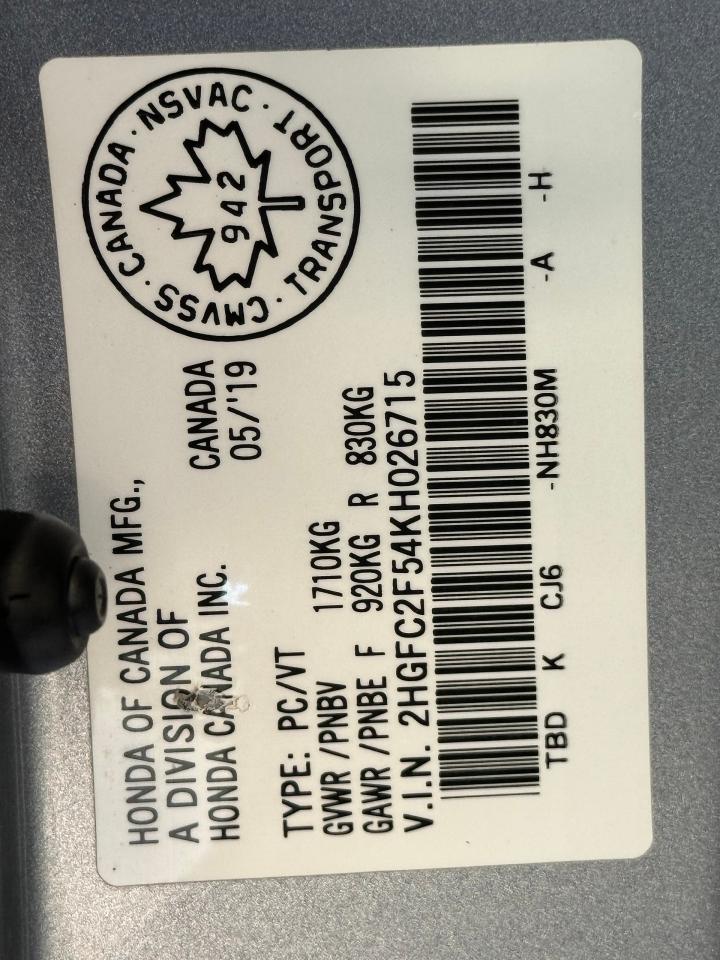 HONDA OF CANADA MFG.,
A DIVISION OF
HONDA CANADA INC.
CANADA
05/'19
CMVSS · CANADA · NSVAC · TRANSPORT ·
942
TYPE: PC/VT
GVWR /PNBV 1710KG
GAWR /PNBE F 920KG R 830KG
V.I.N. 2HGFC2F54KH026715
TBD K CJ6 -NH830M -A -H